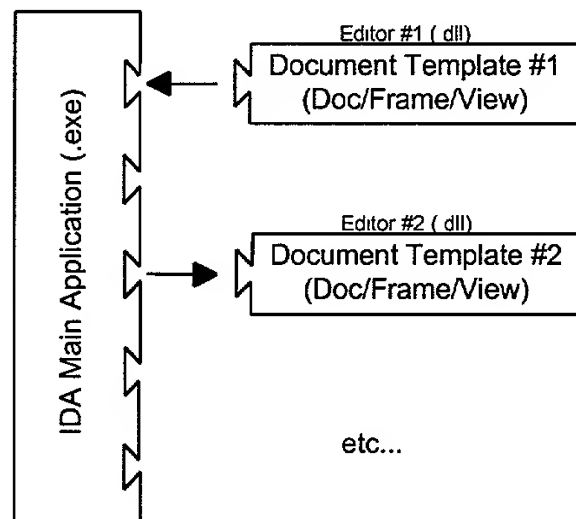 IDA Main Application (.exe)
Editor #1 ( dll)
Document Template #1
(Doc/Frame/View)
Editor #2 ( dll)
Document Template #2
(Doc/Frame/View)
etc...